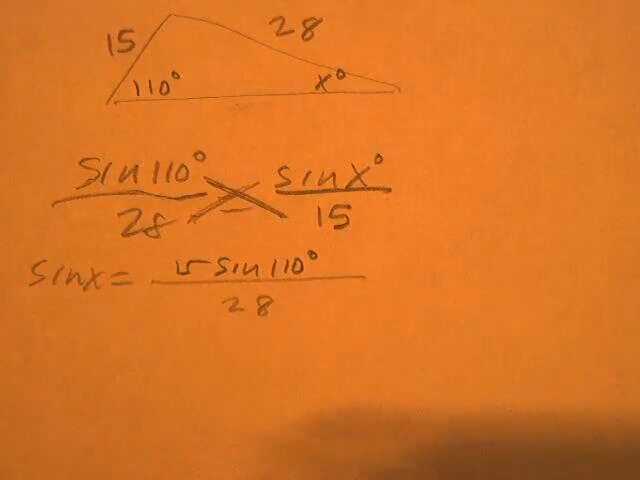 15 28
110° x°
sin 110° / 28 = sin x° / 15
sin x = 15 sin 110° / 28